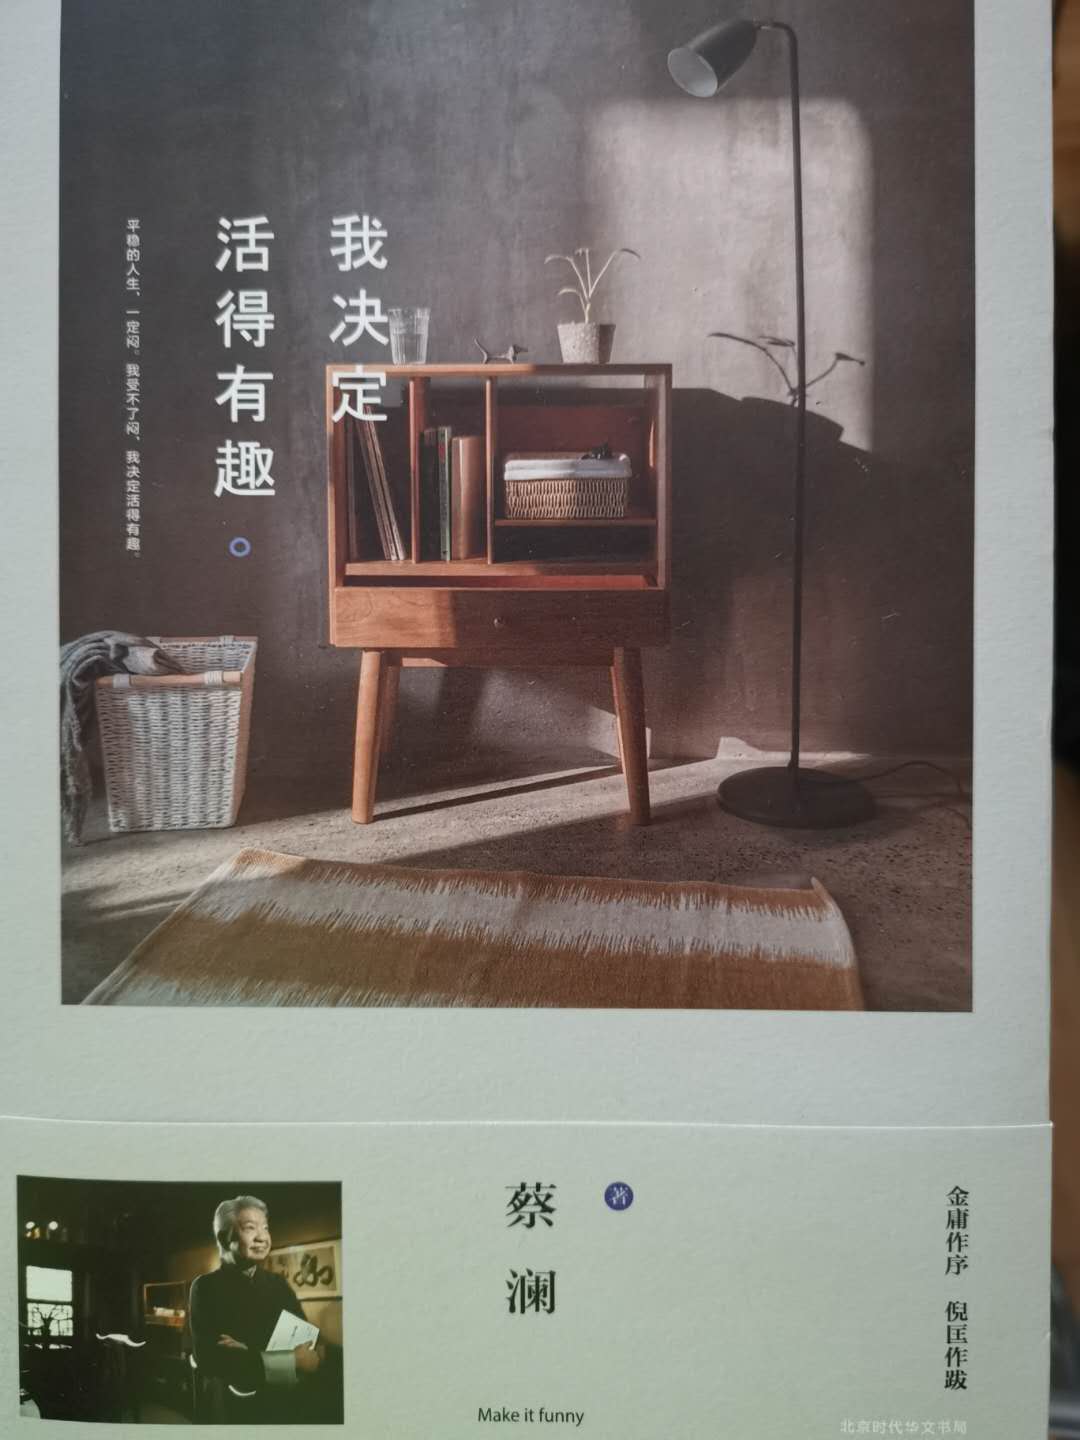 我决定
活得有趣
平稳的人生、一定闷。我受不了闷、我决定活得有趣。
蔡澜
著
金庸作序 倪匡作跋
Make it funny
北京时代华文书局